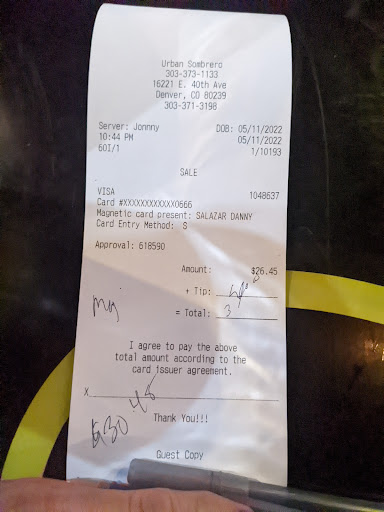 Urban Sombrero
303-373-1133
16221 E. 40th Ave
Denver, CO 80239
303-371-3198
Server: Jonnny DOB: 05/11/2022
10:44 PM 05/11/2022
60I/1 1/10193
SALE
VISA 1048637
Card #XXXXXXXXXXXX0666
Magnetic card present: SALAZAR DANNY
Card Entry Method: S
Approval: 618590
Amount: $26.45
+ Tip:
= Total: 3
I agree to pay the above
total amount according to the
card issuer agreement.
X
Thank You!!!
Guest Copy